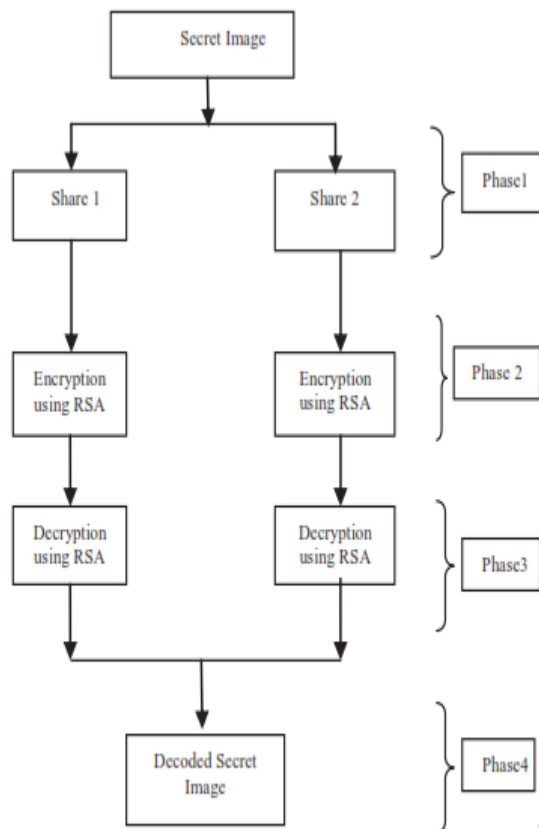 Secret Image
Share 1
Share 2
Phase1
Encryption
using RSA
Encryption
using RSA
Phase 2
Decryption
using RSA
Decryption
using RSA
Phase3
Decoded Secret
Image
Phase4